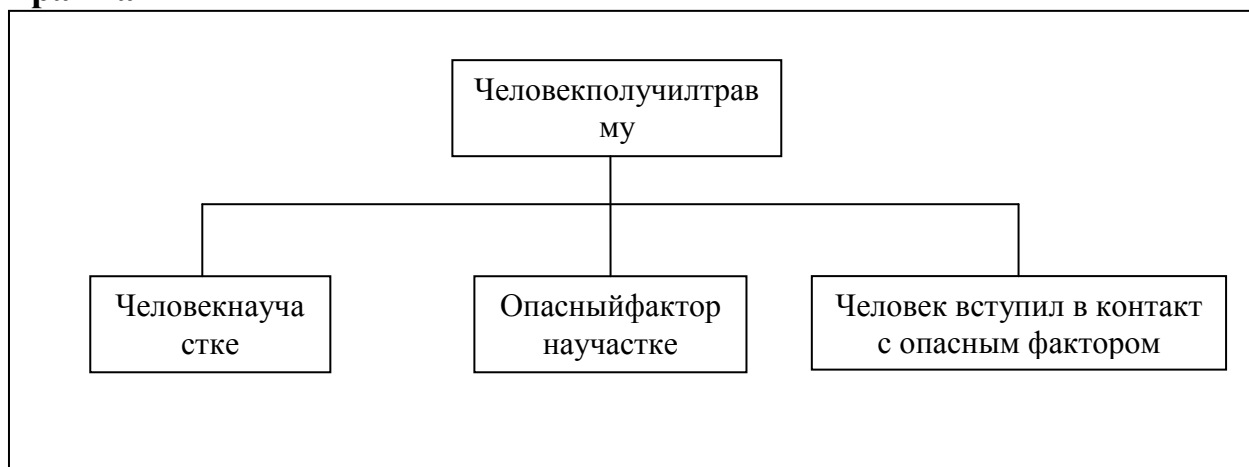 Человекполучилтрав
му
Человекнауча
стке
Опасныйфактор
научастке
Человек вступил в контакт
с опасным фактором